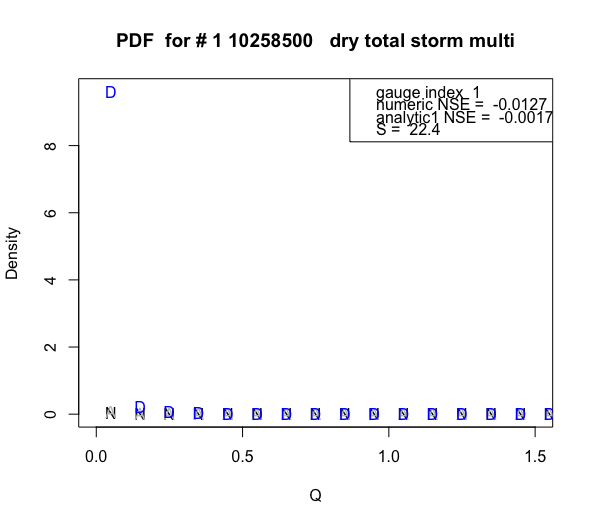 PDF  for # 1 10258500   dry total storm multi
D
gauge index  1
numeric NSE =  -0.0127
analytic1 NSE =  -0.0017
S =  22.4
8
6
4
2
0
Density
N D D D D D D D D D D D D D D D
0.0 0.5 1.0 1.5
Q